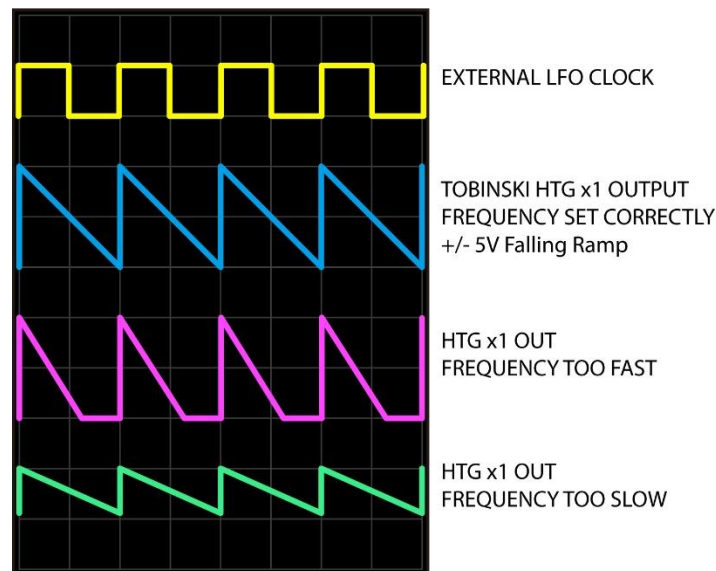 EXTERNAL LFO CLOCK
TOBINSKI HTG x1 OUTPUT
FREQUENCY SET CORRECTLY
+/- 5V Falling Ramp
HTG x1 OUT
FREQUENCY TOO FAST
HTG x1 OUT
FREQUENCY TOO SLOW